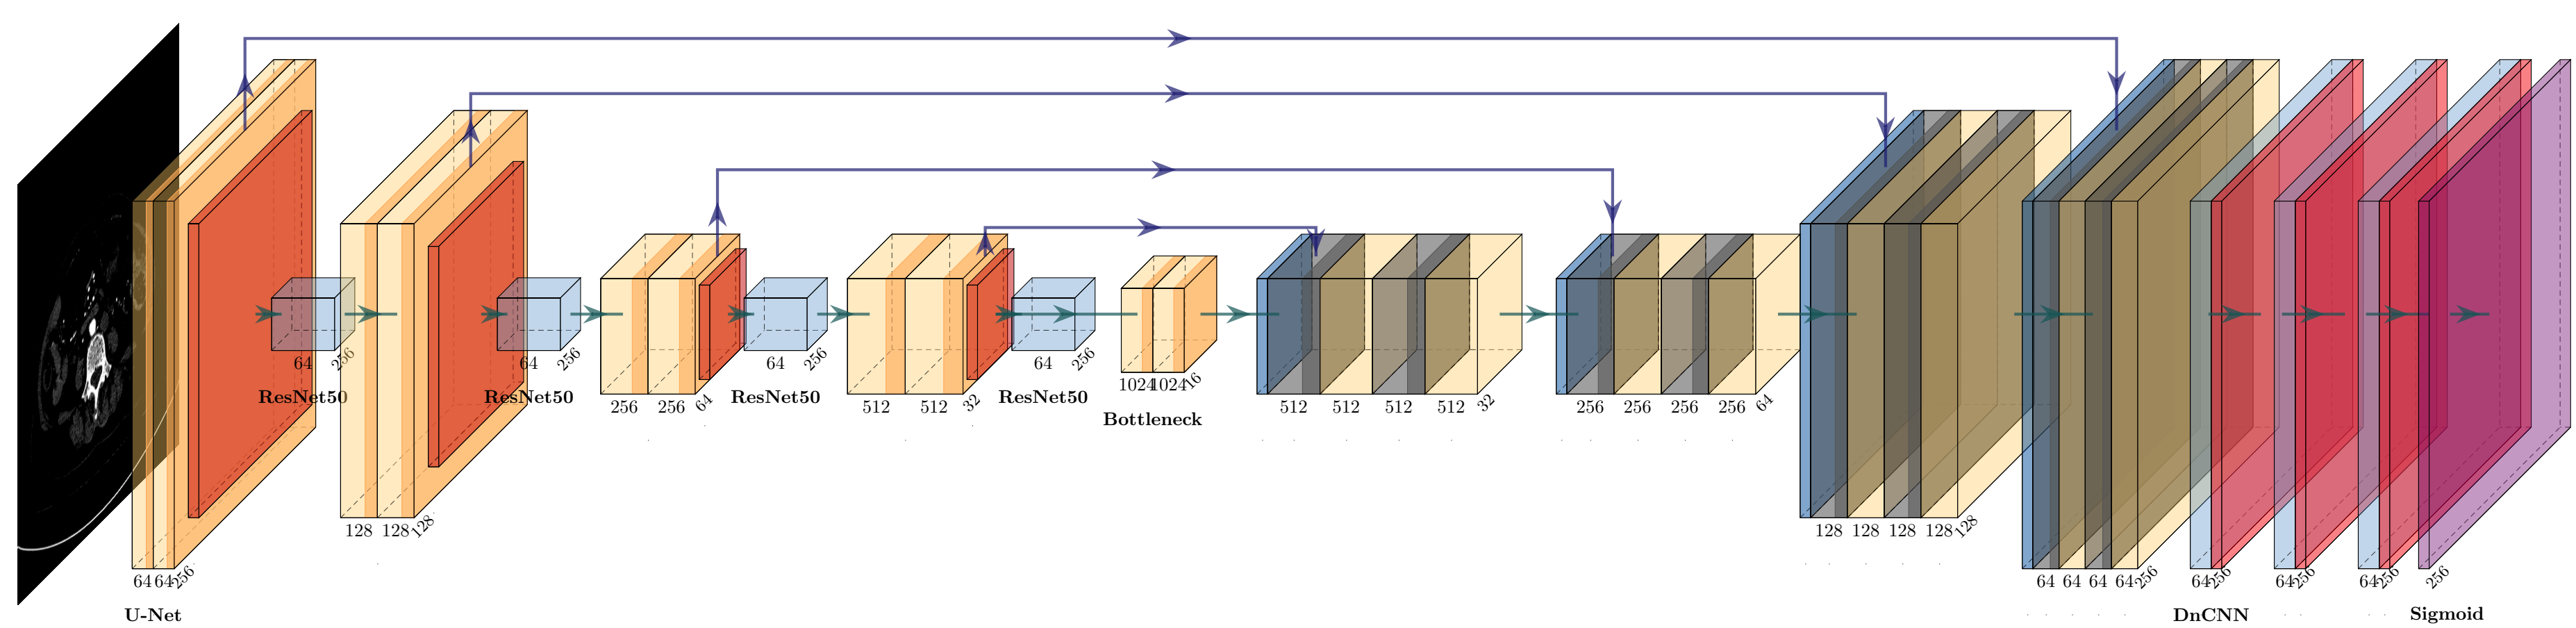 64 64 256
U-Net
64 256
ResNet50
128 128 128
64 256
ResNet50
256 256 64
64 256
ResNet50
512 512 32
64 256
ResNet50
1024 1024 16
Bottleneck
512 512 512 512 32
256 256 256 256 64
128 128 128 128 128
64 64 64 64 256
64 256
DnCNN
64 256
64 256
256
Sigmoid